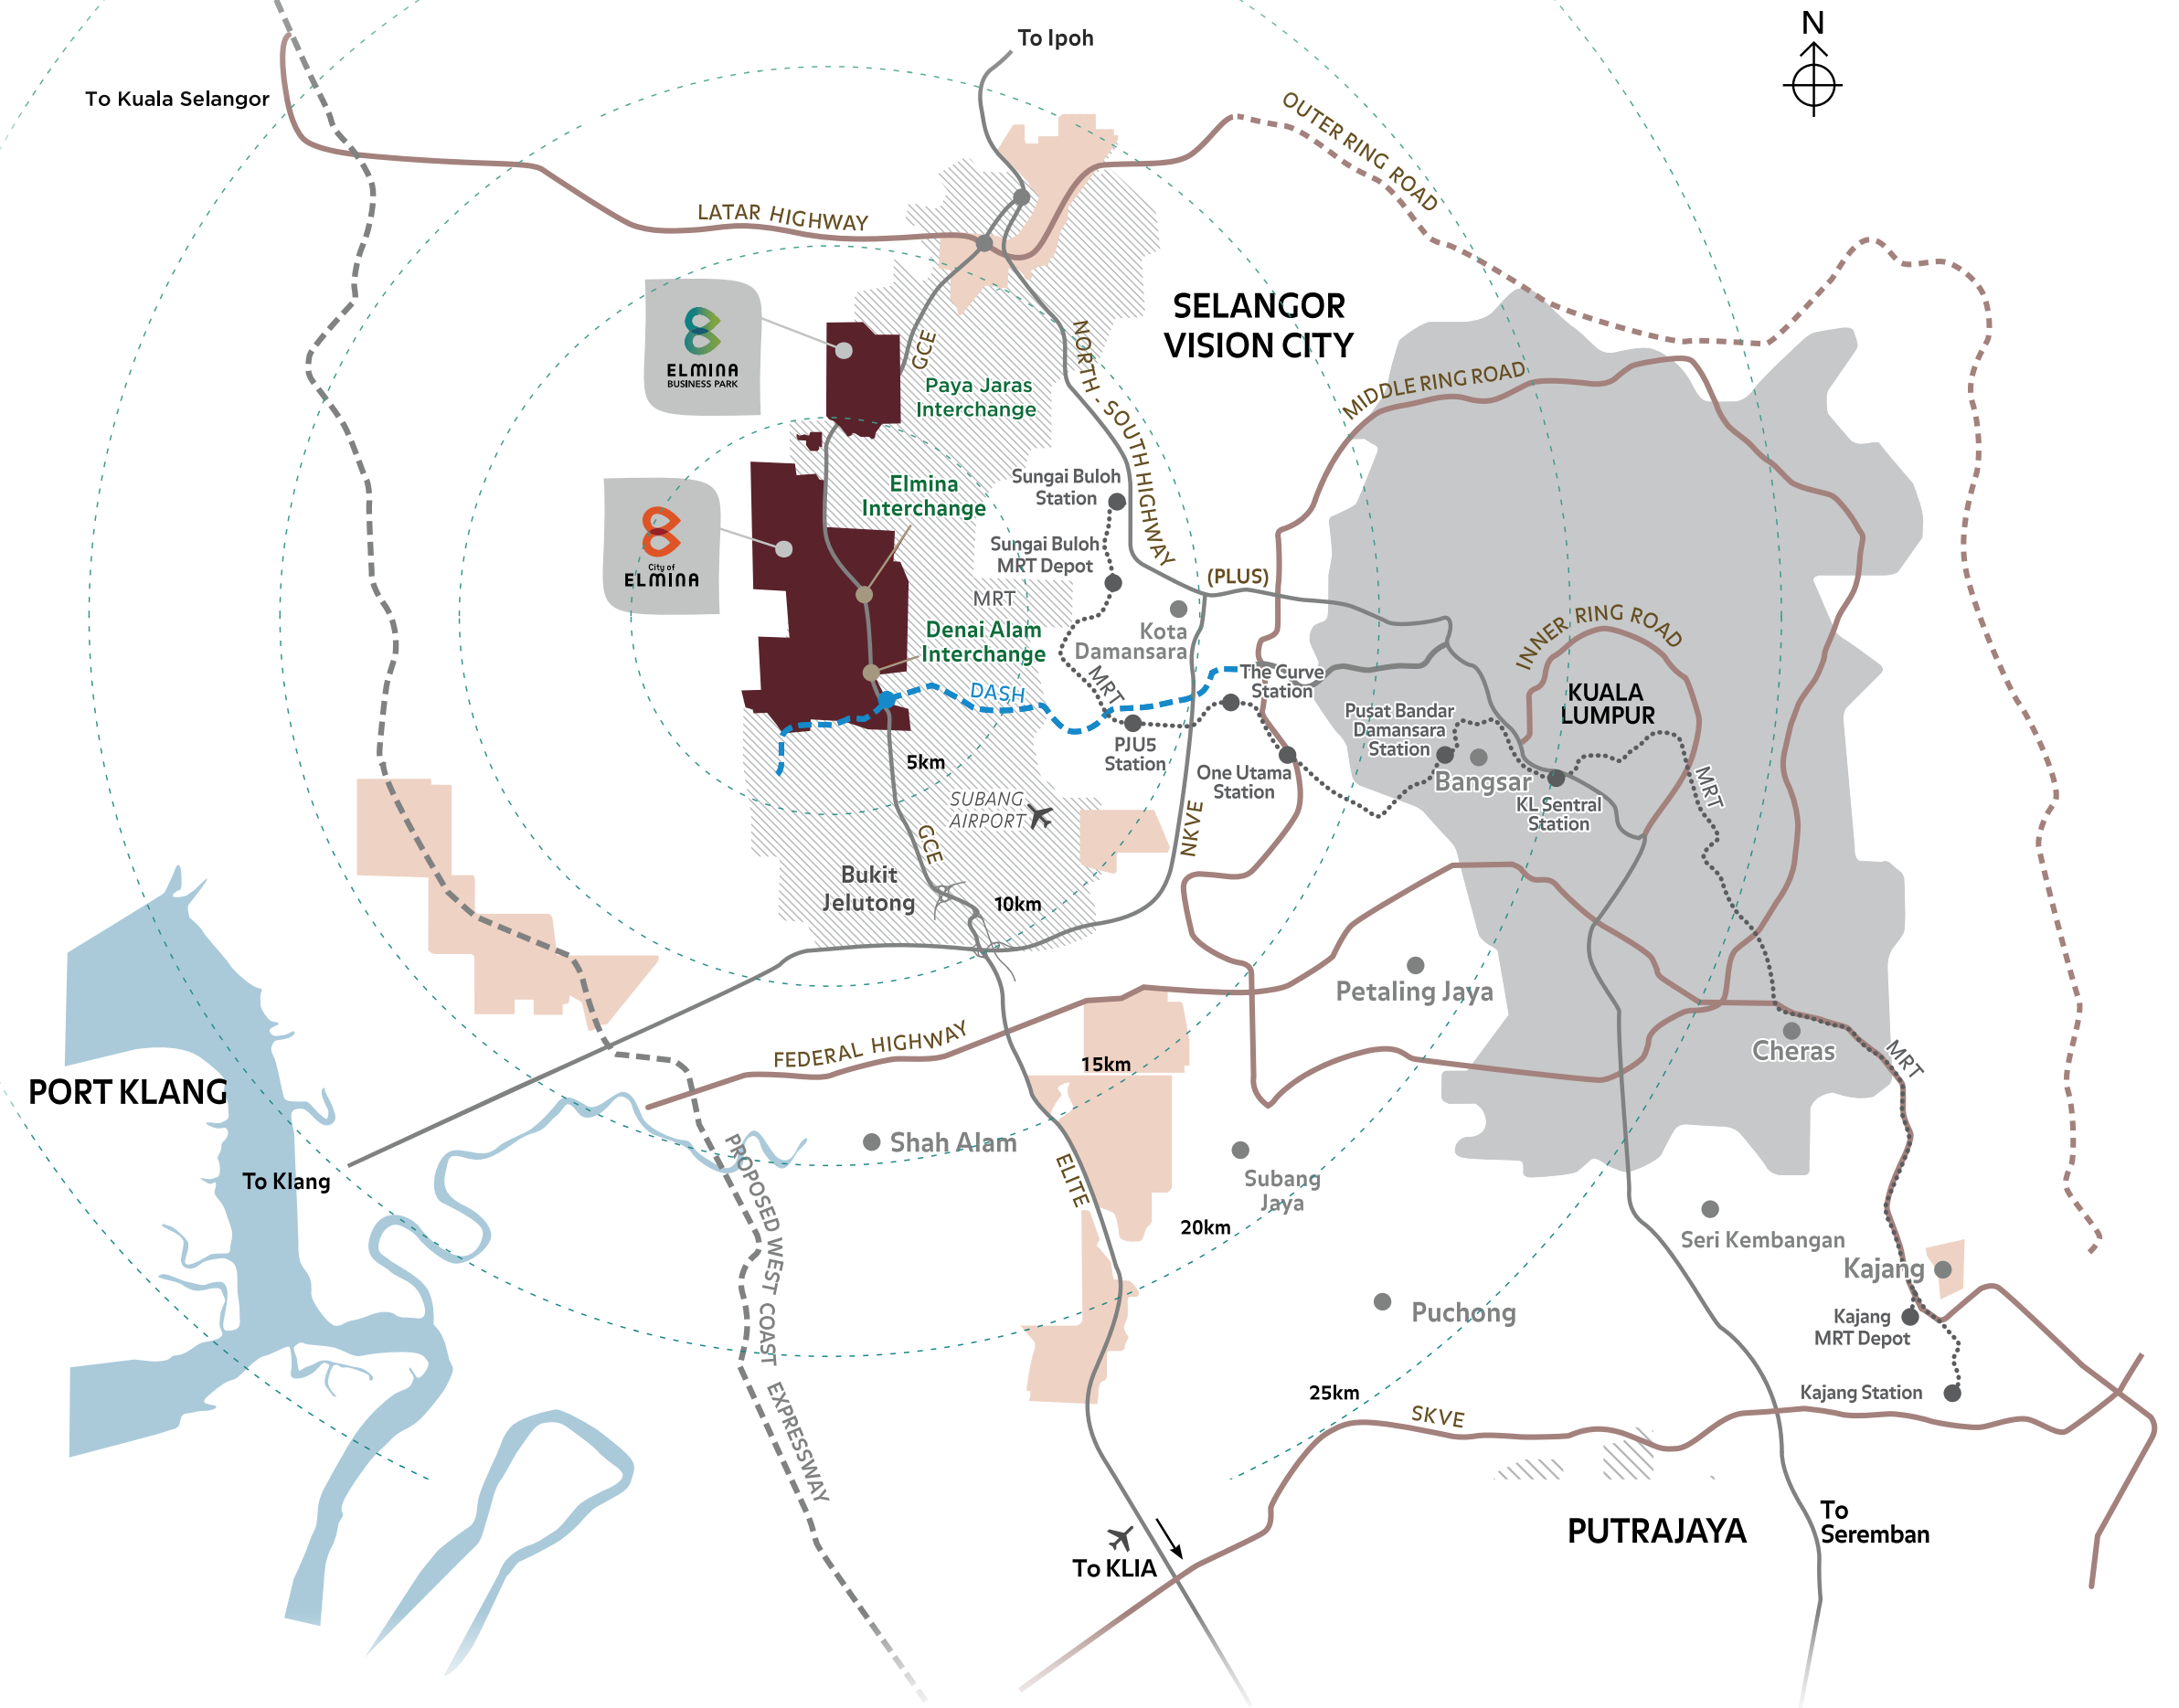 To Ipoh
N
To Kuala Selangor
OUTER RING ROAD
LATAR HIGHWAY
SELANGOR
VISION CITY
ELMINA
BUSINESS PARK
GCE
NORTH - SOUTH HIGHWAY
(PLUS)
Paya Jaras
Interchange
MIDDLE RING ROAD
Elmina
Interchange
Sungai Buloh
Station
Sungai Buloh
MRT Depot
City of
ELMINA
MRT
Kota
Damansara
Denai Alam
Interchange
INNER RING ROAD
MRT
DASH
The Curve
Station
KUALA
LUMPUR
Pusat Bandar
Damansara
Station
PJU5
Station
One Utama
Station
Bangsar
KL Sentral
Station
MRT
5km
SUBANG
AIRPORT
NKVE
GCE
Bukit
Jelutong
10km
Petaling Jaya
FEDERAL HIGHWAY
15km
Cheras
MRT
PORT KLANG
To Klang
Shah Alam
PROPOSED WEST COAST EXPRESSWAY
ELITE
Subang
Jaya
20km
Seri Kembangan
Kajang
Puchong
Kajang
MRT Depot
25km
Kajang Station
SKVE
To
Seremban
PUTRAJAYA
To KLIA